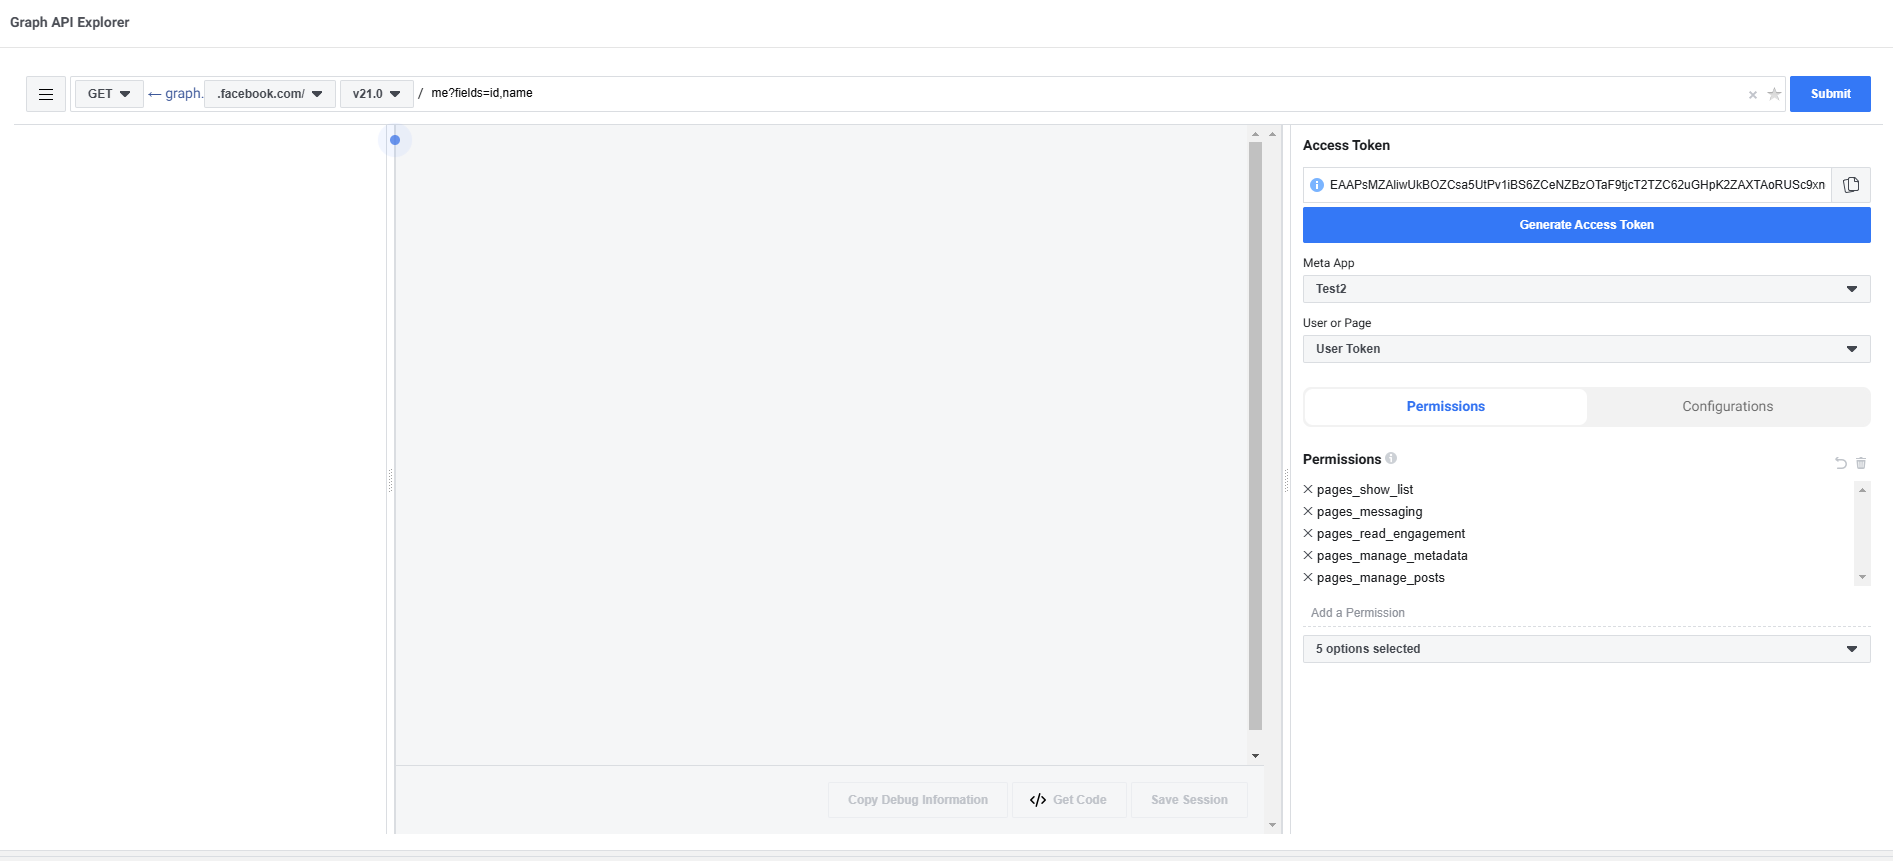 Graph API Explorer
GET ← graph. .facebook.com/ v21.0 / me?fields=id,name × Submit
Access Token
EAAPsMZAliwUkBOZCsa5UtPv1iBS6ZCeNZBzOTaF9tjcT2TZC62uGHpK2ZAXTAoRUSc9xn
Generate Access Token
Meta App
Test2
User or Page
User Token
Permissions Configurations
Permissions
pages_show_list
pages_messaging
pages_read_engagement
pages_manage_metadata
pages_manage_posts
Add a Permission
5 options selected
Copy Debug Information </> Get Code Save Session